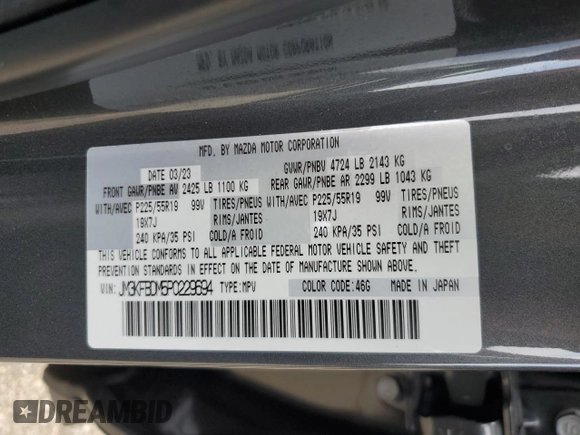 MFD. BY MAZDA MOTOR CORPORATION
DATE 03/23 GVWR/PNBV 4724 LB 2143 KG
FRONT GAWR/PNBE AV 2425 LB 1100 KG REAR GAWR/PNBE AR 2299 LB 1043 KG
WITH/AVEC P225/55R19 99V TIRES/PNEUS WITH/AVEC P225/55R19 99V TIRES/PNEUS
19X7J RIMS/JANTES 19X7J RIMS/JANTES
240 KPA/35 PSI COLD/A FROID 240 KPA/35 PSI COLD/A FROID
THIS VEHICLE CONFORMS TO ALL APPLICABLE FEDERAL MOTOR VEHICLE SAFETY AND THEFT
PREVENTION STANDARDS IN EFFECT ON THE DATE OF MANUFACTURE SHOWN ABOVE.
VIN: JM3KFBDM5P0229694 TYPE:MPV COLOR CODE:46G MADE IN JAPAN
DREAMBID